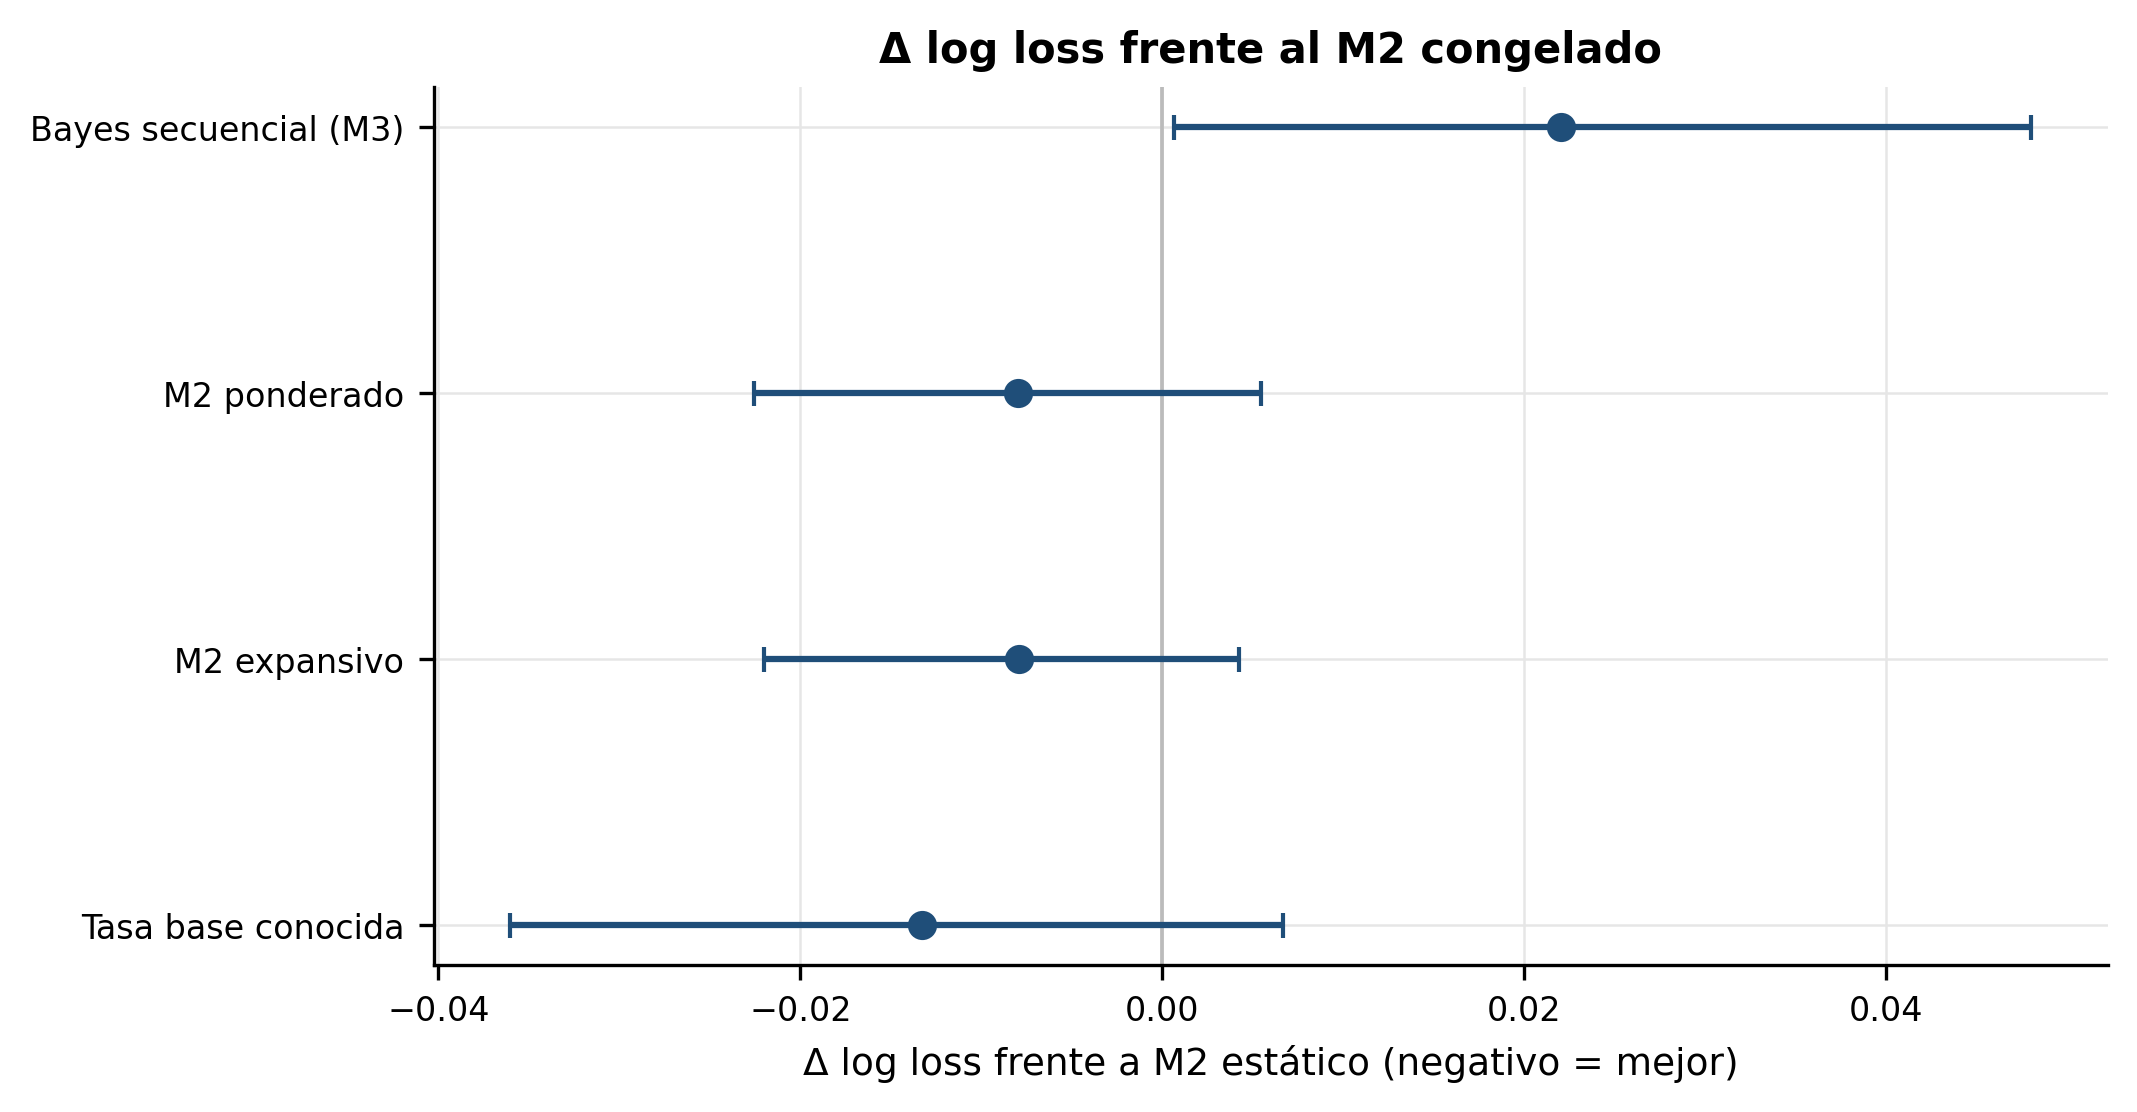 Δ log loss frente al M2 congelado
Bayes secuencial (M3)
M2 ponderado
M2 expansivo
Tasa base conocida
−0.04
−0.02
0.00
0.02
0.04
Δ log loss frente a M2 estático (negativo = mejor)